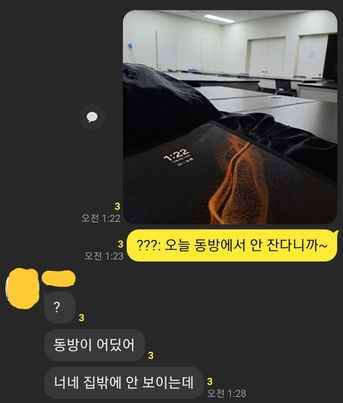 1:22
3
오전 1:22
3
오전 1:23
???: 오늘 동방에서 안 잔다니까~
?
3
동방이 어딨어
3
너네 집밖에 안 보이는데
3
오전 1:28